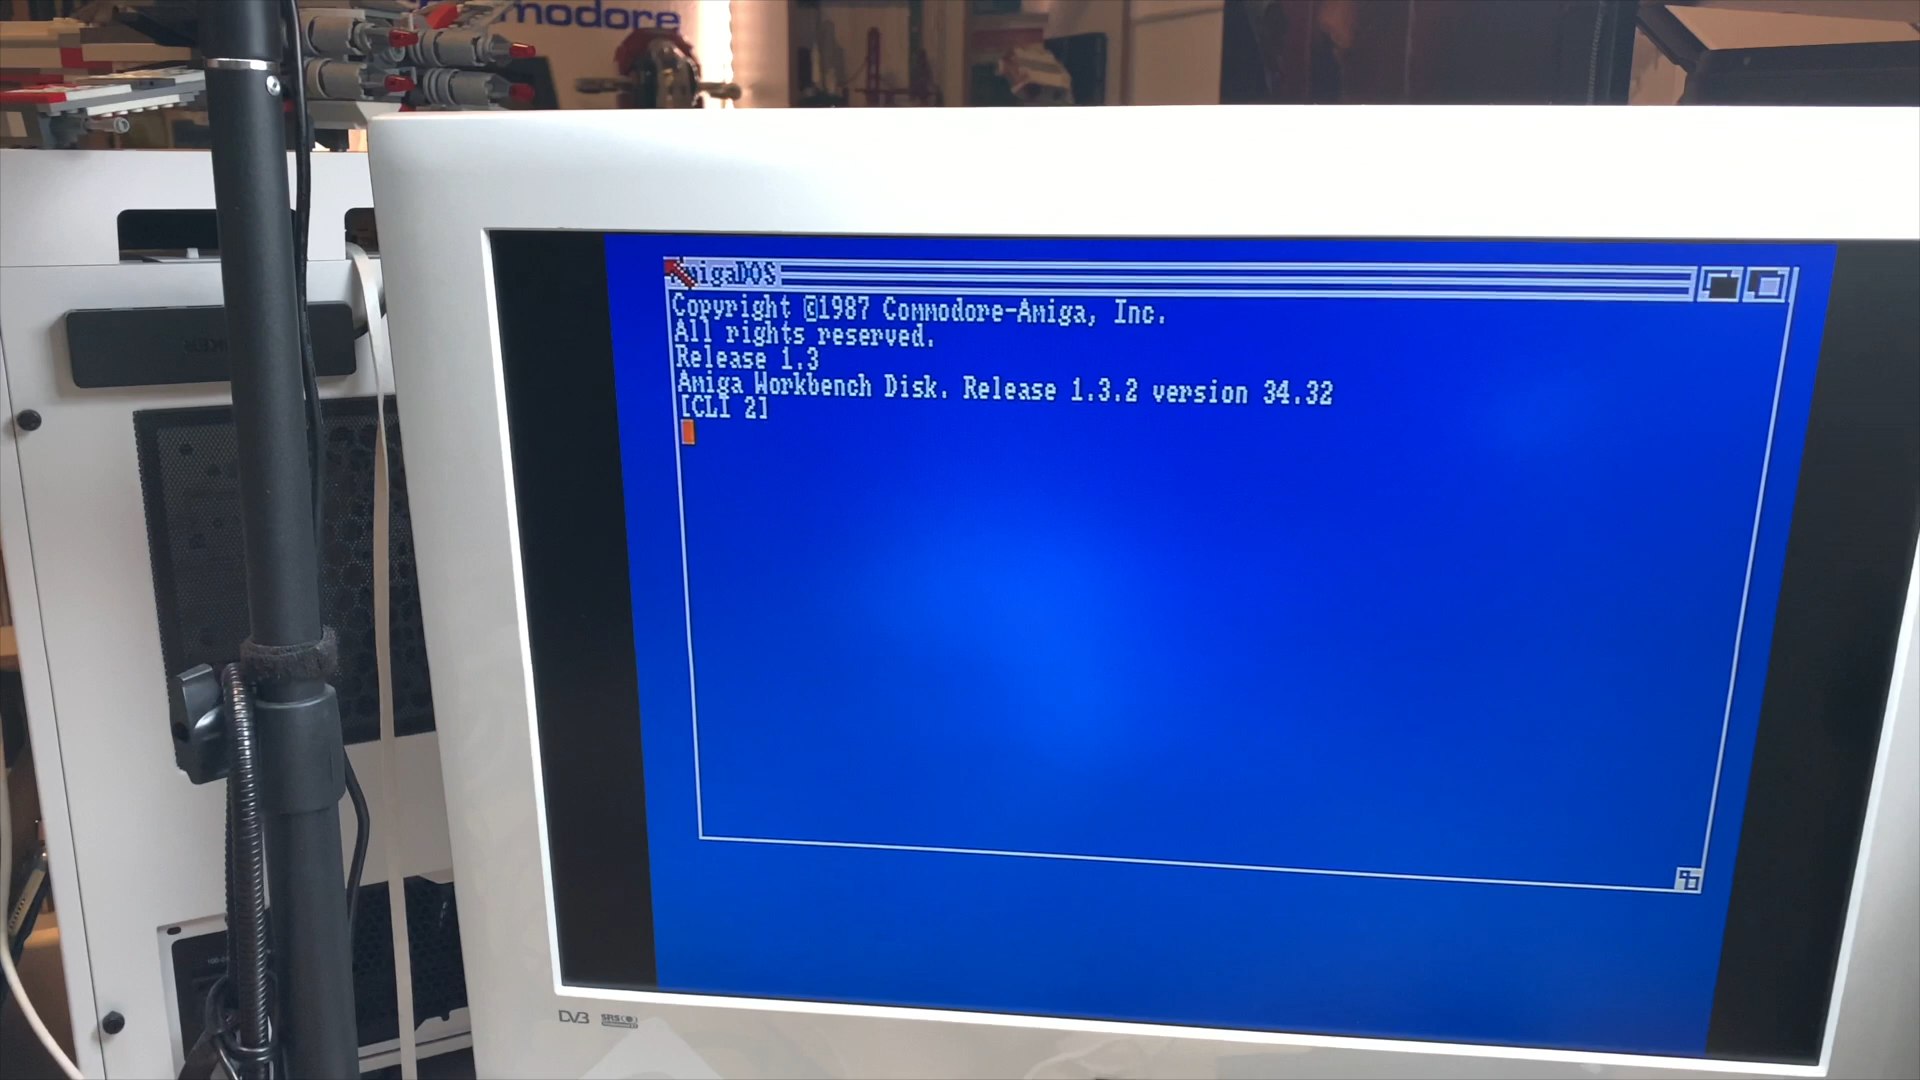 modore
AmigaDOS
Copyright ©1987 Commodore-Amiga, Inc.
All rights reserved.
Release 1.3
Amiga Workbench Disk. Release 1.3.2 version 34.32
[CLI 2]
DVB
SRS